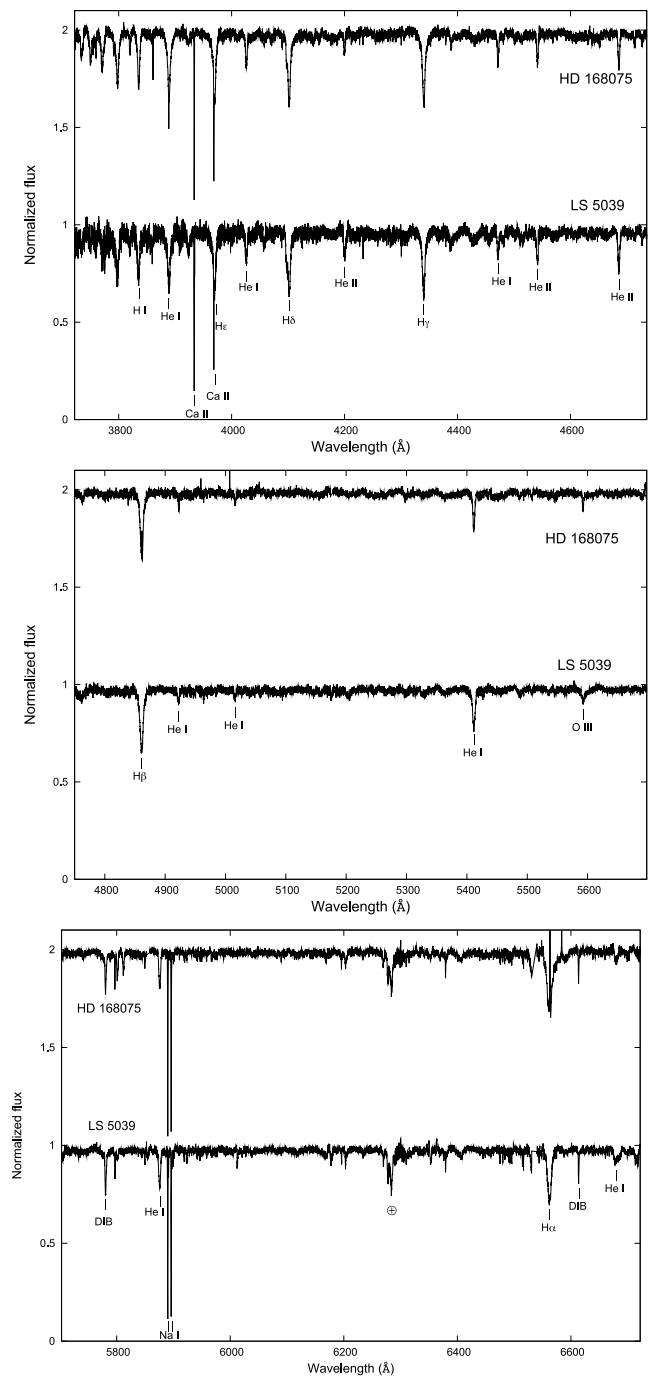 2
HD 168075
1.5
LS 5039
1
Normalized flux
He I
He II
He I
He II
He II
H I
He I
Hε
Hδ
Hγ
0.5
Ca II
Ca II
0
3800 4000 4200 4400 4600
Wavelength (Å)
2
HD 168075
1.5
Normalized flux
LS 5039
1
He I
He I
O III
He I
Hβ
0.5
0
4800 4900 5000 5100 5200 5300 5400 5500 5600
Wavelength (Å)
2
HD 168075
1.5
Normalized flux
LS 5039
1
He I
DIB
He I
⊕
DIB
Hα
0.5
Na I
0
5800 6000 6200 6400 6600
Wavelength (Å)